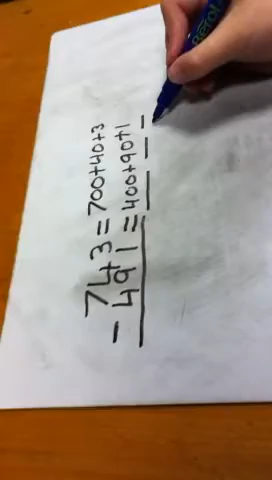 743 = 700+40+3
- 491 = 400+90+1